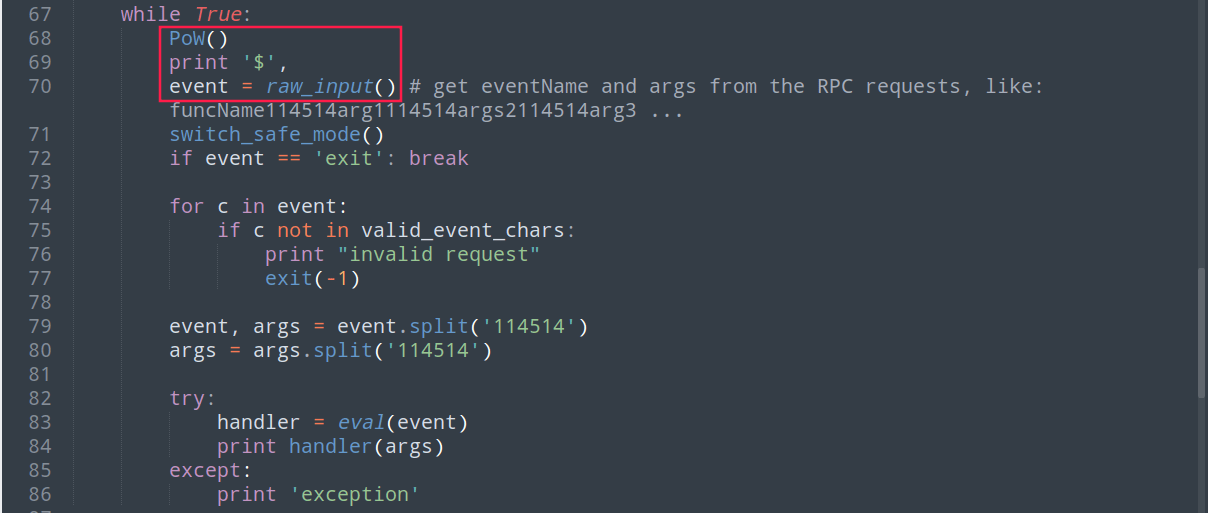 67 while True:
68 PoW()
69 print '$',
70 event = raw_input() # get eventName and args from the RPC requests, like:
funcName114514arg1114514args2114514arg3 ...
71 switch_safe_mode()
72 if event == 'exit': break
73
74 for c in event:
75 if c not in valid_event_chars:
76 print "invalid request"
77 exit(-1)
78
79 event, args = event.split('114514')
80 args = args.split('114514')
81
82 try:
83 handler = eval(event)
84 print handler(args)
85 except:
86 print 'exception'